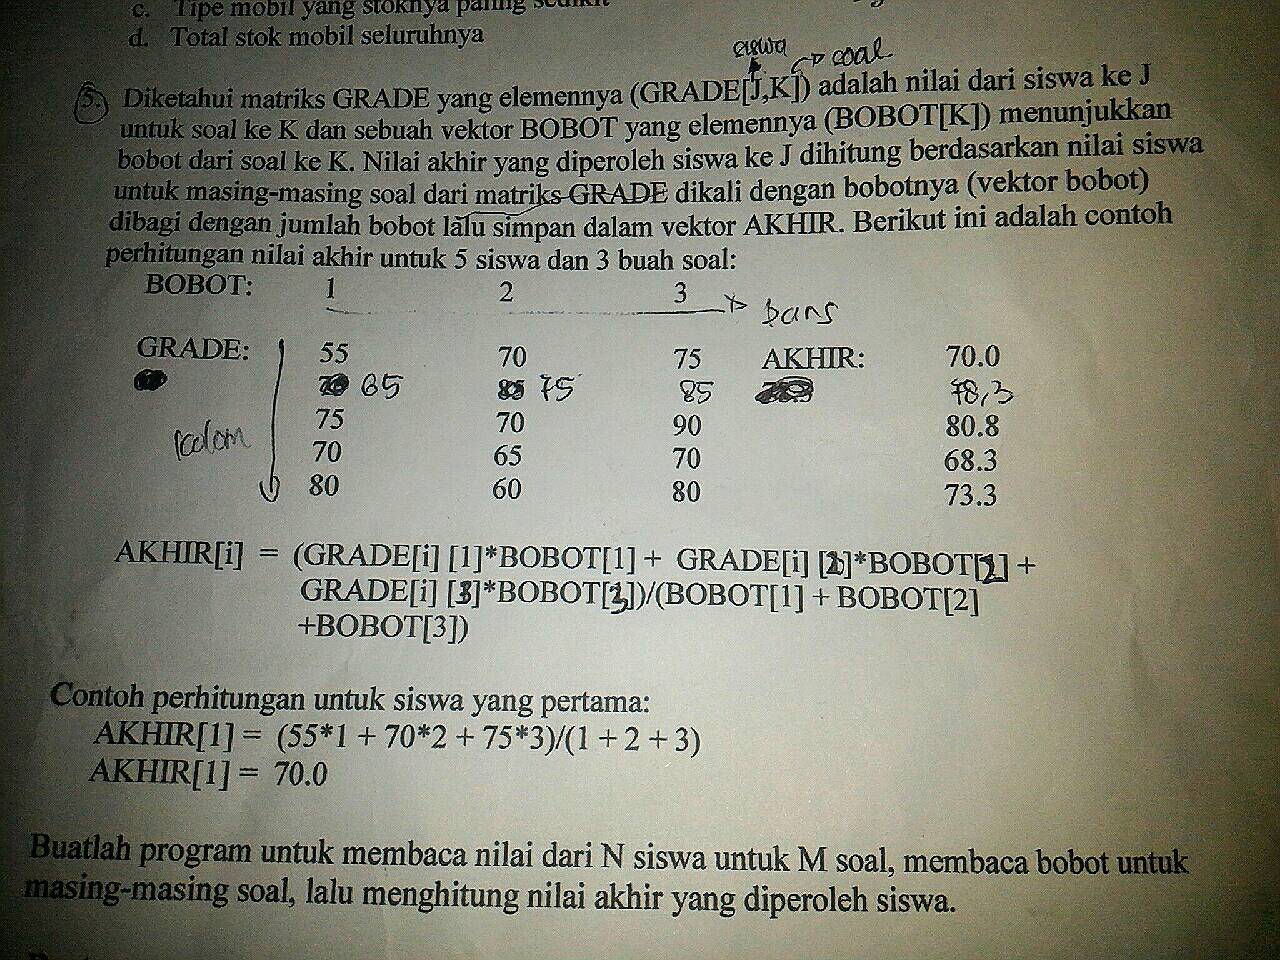 c. Tipe mobil yang stoknya paling sedikit
d. Total stok mobil seluruhnya
siswa
soal
5. Diketahui matriks GRADE yang elemennya (GRADE[J,K]) adalah nilai dari siswa ke J
untuk soal ke K dan sebuah vektor BOBOT yang elemennya (BOBOT[K]) menunjukkan
bobot dari soal ke K. Nilai akhir yang diperoleh siswa ke J dihitung berdasarkan nilai siswa
untuk masing-masing soal dari matriks GRADE dikali dengan bobotnya (vektor bobot)
dibagi dengan jumlah bobot lalu simpan dalam vektor AKHIR. Berikut ini adalah contoh
perhitungan nilai akhir untuk 5 siswa dan 3 buah soal:
BOBOT: 1 2 3
baris
GRADE: 55 70 75 AKHIR: 70.0
65 75 85 78,3
75 70 90 80.8
kolom
70 65 70 68.3
80 60 80 73.3
AKHIR[i] = (GRADE[i] [1]*BOBOT[1] + GRADE[i] [2]*BOBOT[2] +
GRADE[i] [3]*BOBOT[3])/(BOBOT[1] + BOBOT[2]
+BOBOT[3])
Contoh perhitungan untuk siswa yang pertama:
AKHIR[1] = (55*1 + 70*2 + 75*3)/(1 + 2 + 3)
AKHIR[1] = 70.0
Buatlah program untuk membaca nilai dari N siswa untuk M soal, membaca bobot untuk
masing-masing soal, lalu menghitung nilai akhir yang diperoleh siswa.